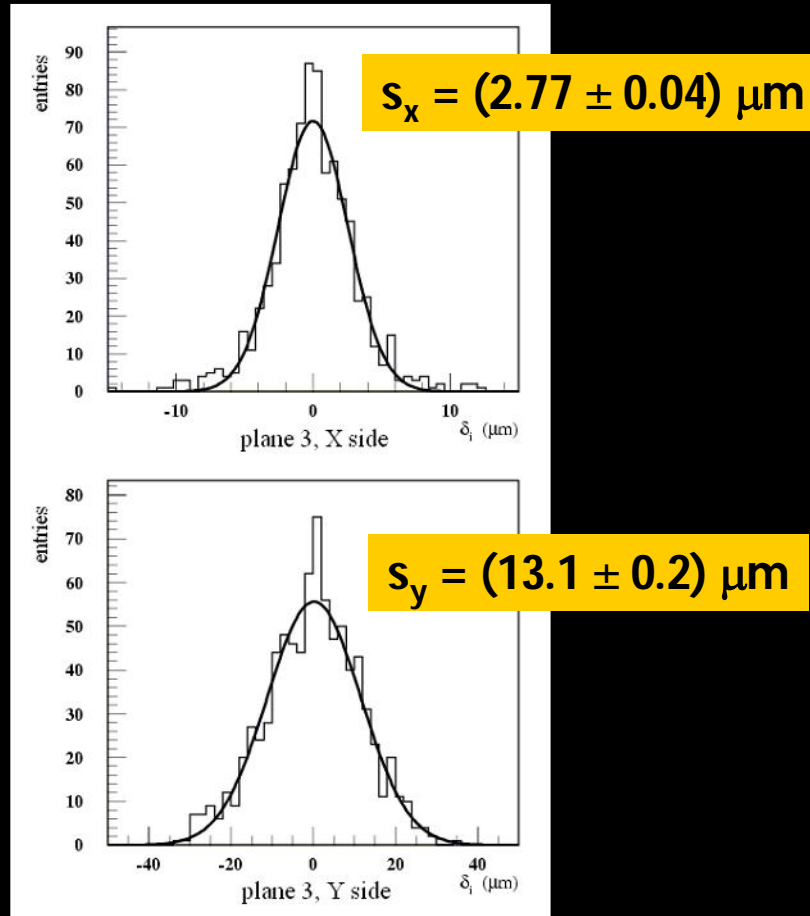 entries
90
80
70
60
50
40
30
20
10
0
-10 0 10
δi (μm)
plane 3, X side
sx = (2.77 ± 0.04) μm
entries
80
70
60
50
40
30
20
10
0
-40 -20 0 20 40
δi (μm)
plane 3, Y side
sy = (13.1 ± 0.2) μm